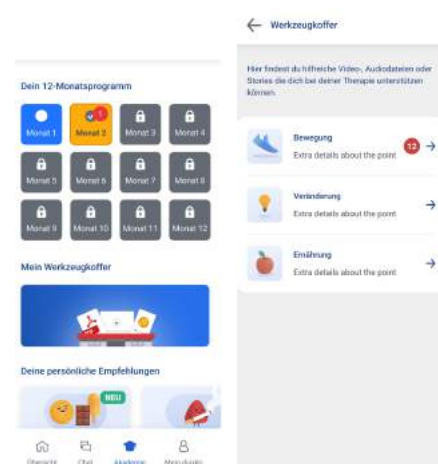 Dein 12-Monatsprogramm
1
Monat 1
Monat 2
Monat 3
Monat 4
Monat 5
Monat 6
Monat 7
Monat 8
Monat 9
Monat 10
Monat 11
Monat 12
Mein Werkzeugkoffer
Deine persönliche Empfehlungen
NEU
Übersicht
Chat
Akademie
Werkzeugkoffer
Hier findest du hilfreiche Video-, Audiodateien oder
Stories die dich bei deiner Therapie unterstützen
können.
Bewegung
Extra details about the point
12
Veränderung
Extra details about the point
Ernährung
Extra details about the point